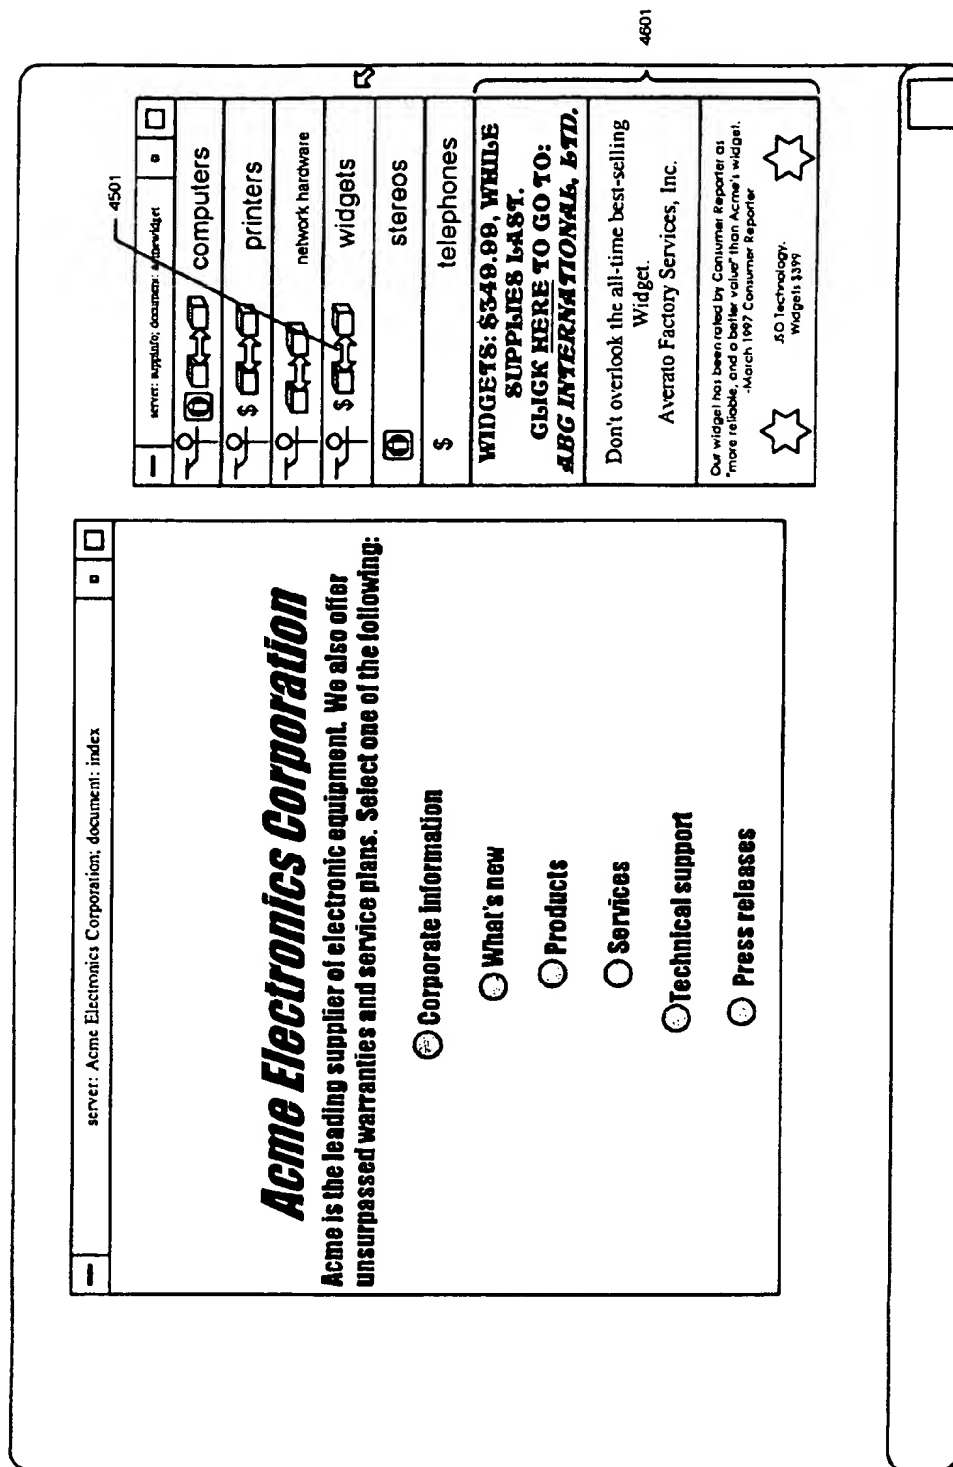 server: Acme Electronics Corporation; document: index
Acme Electronics Corporation
Acme is the leading supplier of electronic equipment. We also offer
unsurpassed warranties and service plans. Select one of the following:
Corporate information
What's new
Products
Services
Technical support
Press releases
4501
server: suppinfo; document: acmewidget
computers
$ printers
network hardware
$ widgets
stereos
$ telephones
WIDGETS: $349.99, WHILE
SUPPLIES LAST.
CLICK HERE TO GO TO:
ABG INTERNATIONAL, LTD.
Don't overlook the all-time best-selling
Widget.
Averato Factory Services, Inc.
Our widget has been rated by Consumer Reporter as
"more reliable, and a better value" than Acme's widget.
-March 1997 Consumer Reporter
JSO Technology.
Widgets $399
4601